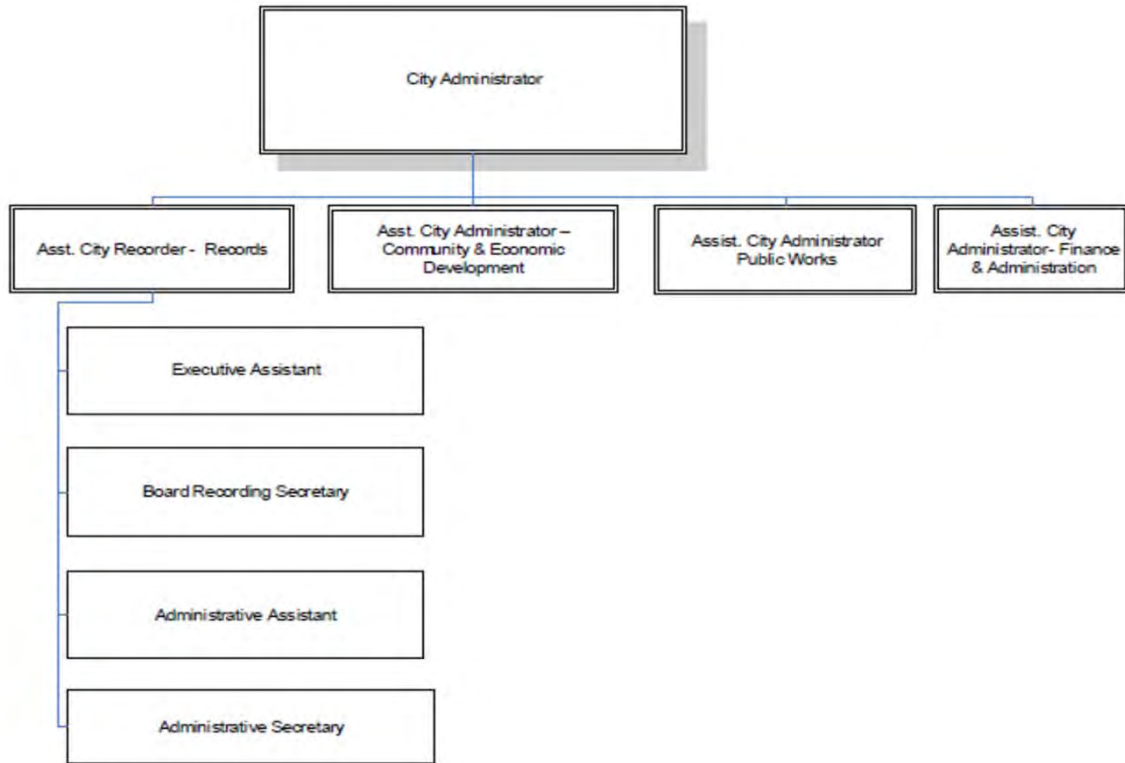 City Administrator
Asst. City Recorder - Records
Asst. City Administrator –
Community & Economic
Development
Assist. City Administrator
Public Works
Assist. City
Administrator- Finance
& Administration
Executive Assistant
Board Recording Secretary
Administrative Assistant
Administrative Secretary